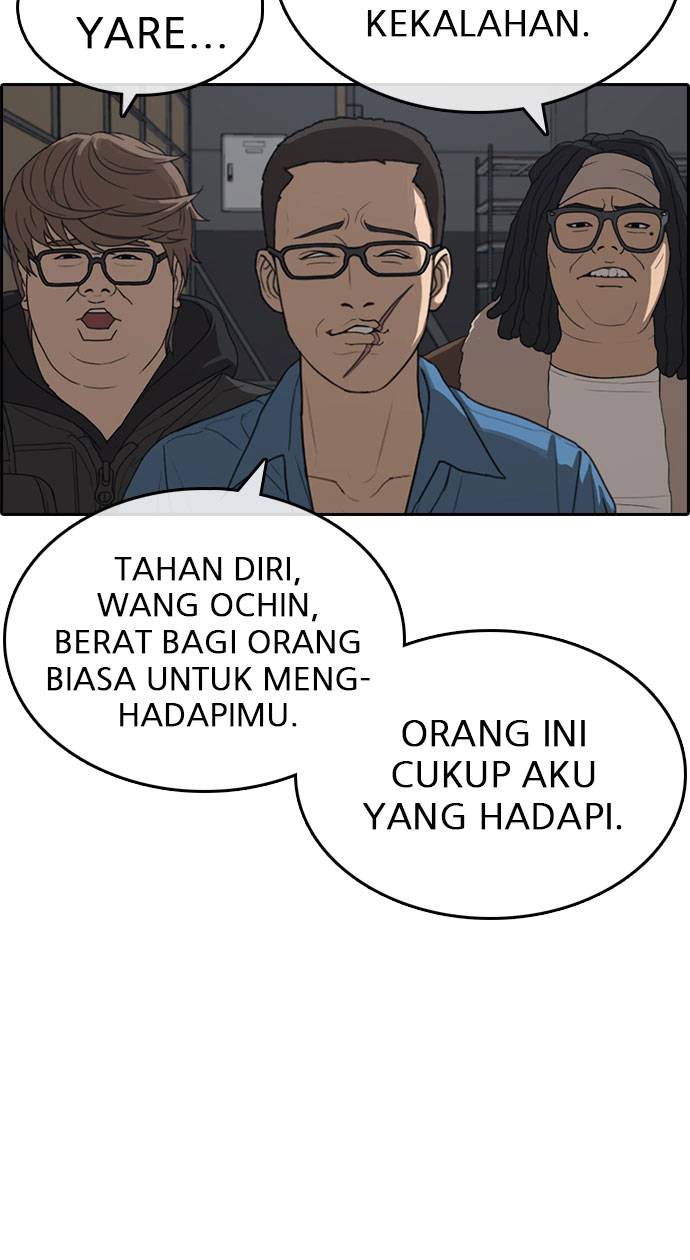 YARE...
KEKALAHAN.
TAHAN DIRI,
WANG OCHIN,
BERAT BAGI ORANG
BIASA UNTUK MENG-
HADAPIMU.
ORANG INI
CUKUP AKU
YANG HADAPI.